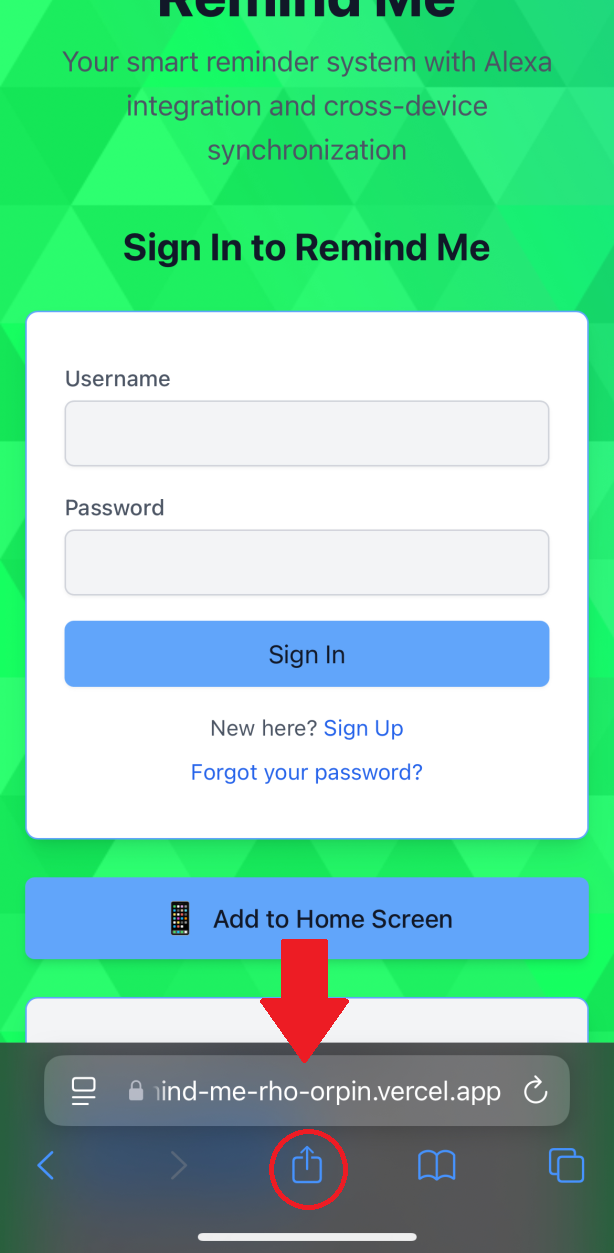 Remind Me
Your smart reminder system with Alexa
integration and cross-device
synchronization
Sign In to Remind Me
Username
Password
Sign In
New here? Sign Up
Forgot your password?
Add to Home Screen
ind-me-rho-orpin.vercel.app